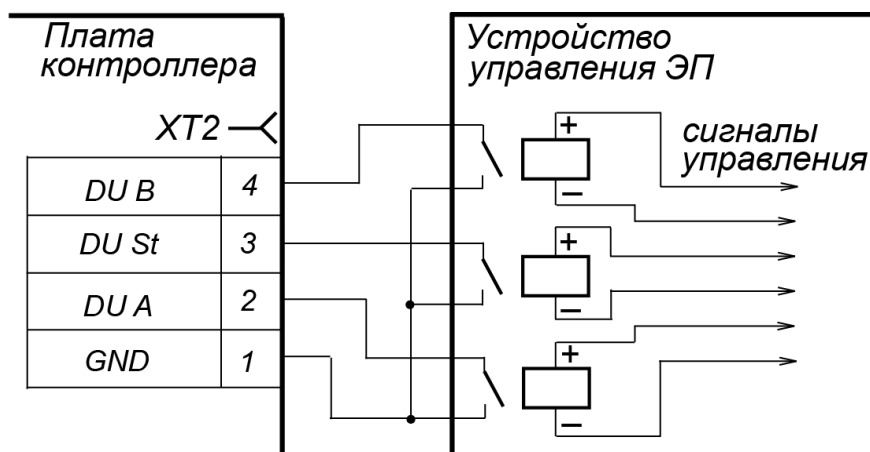 Плата
контроллера
XT2
DU B 4
DU St 3
DU A 2
GND 1
Устройство
управления ЭП
сигналы
управления
+
−
+
−
+
−